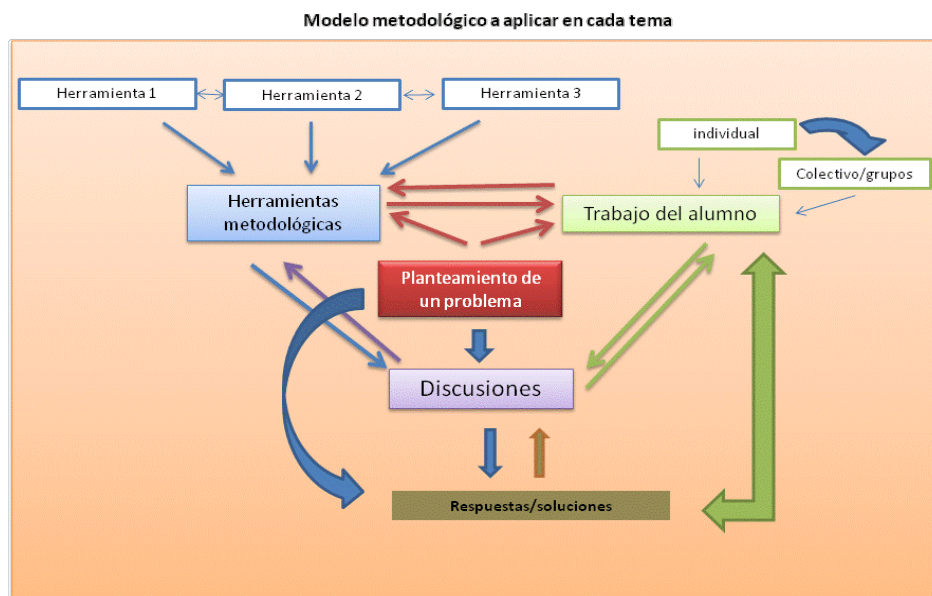 Modelo metodológico a aplicar en cada tema
Herramienta 1
Herramienta 2
Herramienta 3
individual
Colectivo/grupos
Herramientas
metodológicas
Trabajo del alumno
Planteamiento de
un problema
Discusiones
Respuestas/soluciones